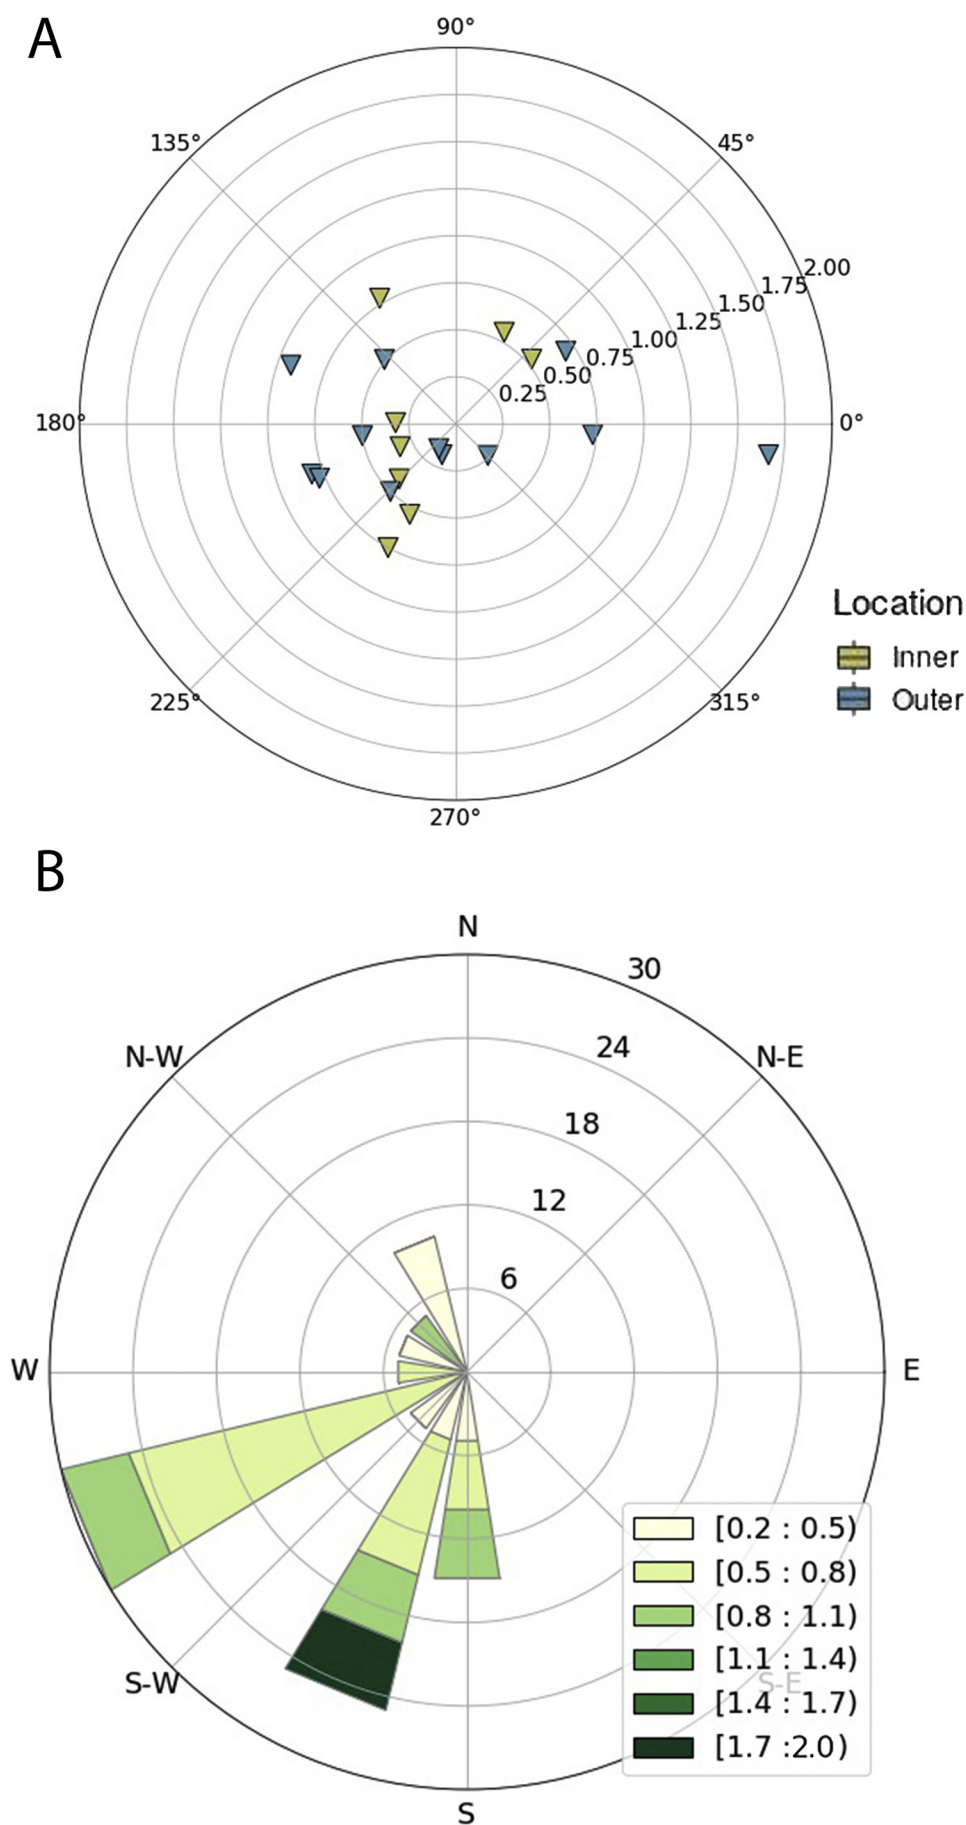 A
90°
135°
45°
2.00
1.75
1.50
1.25
1.00
0.75
0.50
0.25
180°
0°
Location
Inner
Outer
225°
315°
270°
B
N
30
N-W
24
N-E
18
12
6
W
E
[0.2 : 0.5)
[0.5 : 0.8)
[0.8 : 1.1)
[1.1 : 1.4)
S-W
S-E
[1.4 : 1.7)
[1.7 :2.0)
S